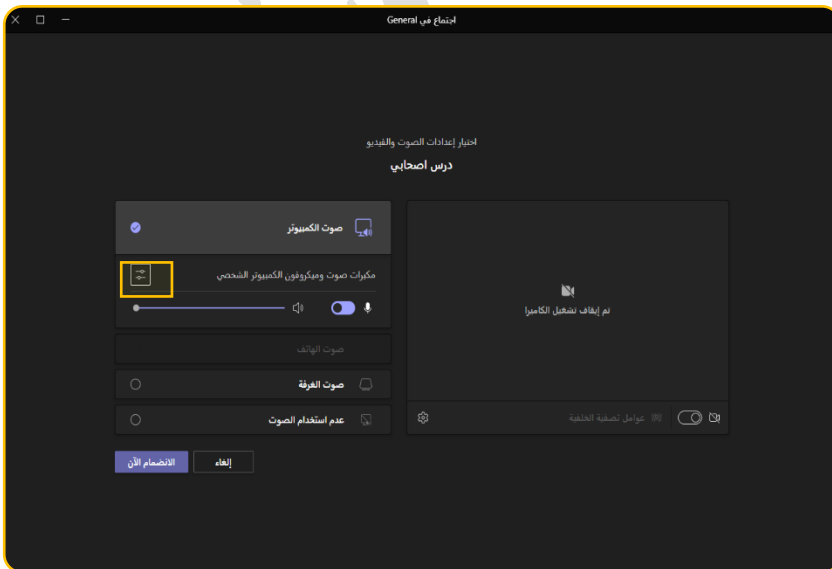 اجتماع في General
اختيار إعدادات الصوت والفيديو
درس اصحابي
صوت الكمبيوتر
مكبرات صوت وميكروفون الكمبيوتر الشخصي
صوت الهاتف
صوت الغرفة
عدم استخدام الصوت
تم إيقاف تشغيل الكاميرا
عوامل تصفية الخلفية
إلغاء
الانضمام الآن